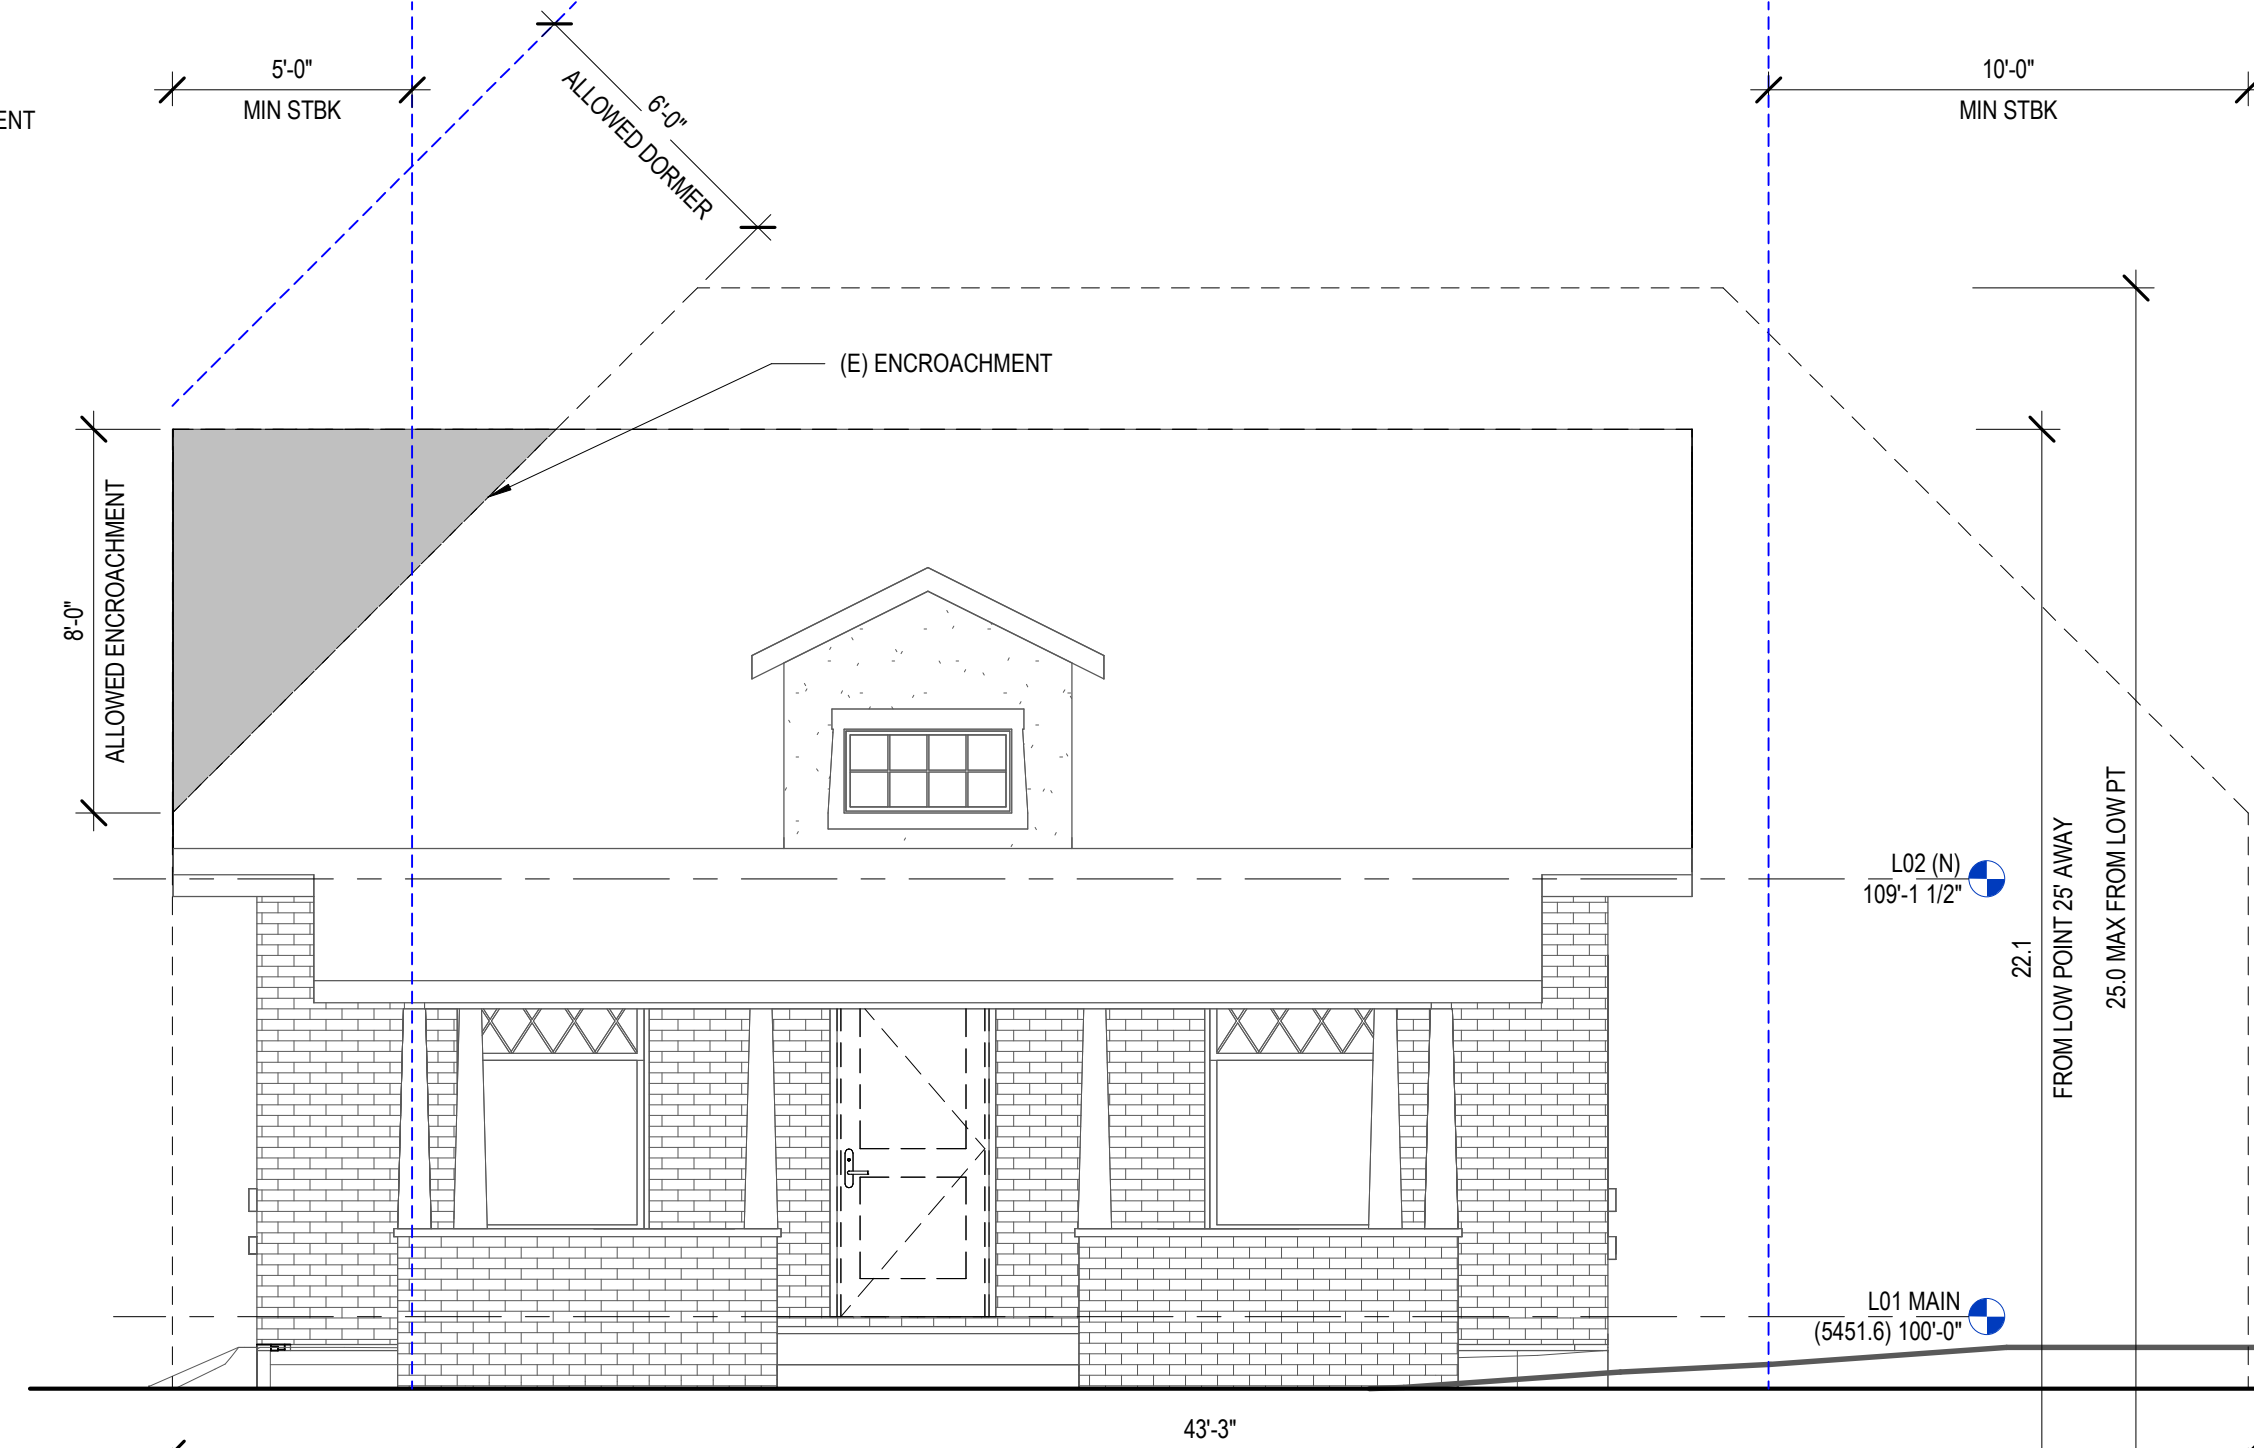 5'-0"
MIN STBK
ENT
6'-0"
ALLOWED DORMER
10'-0"
MIN STBK
(E) ENCROACHMENT
8'-0"
ALLOWED ENCROACHMENT
L02 (N)
109'-1 1/2"
22.1
FROM LOW POINT 25' AWAY
25.0 MAX FROM LOW PT
L01 MAIN
(5451.6) 100'-0"
43'-3"